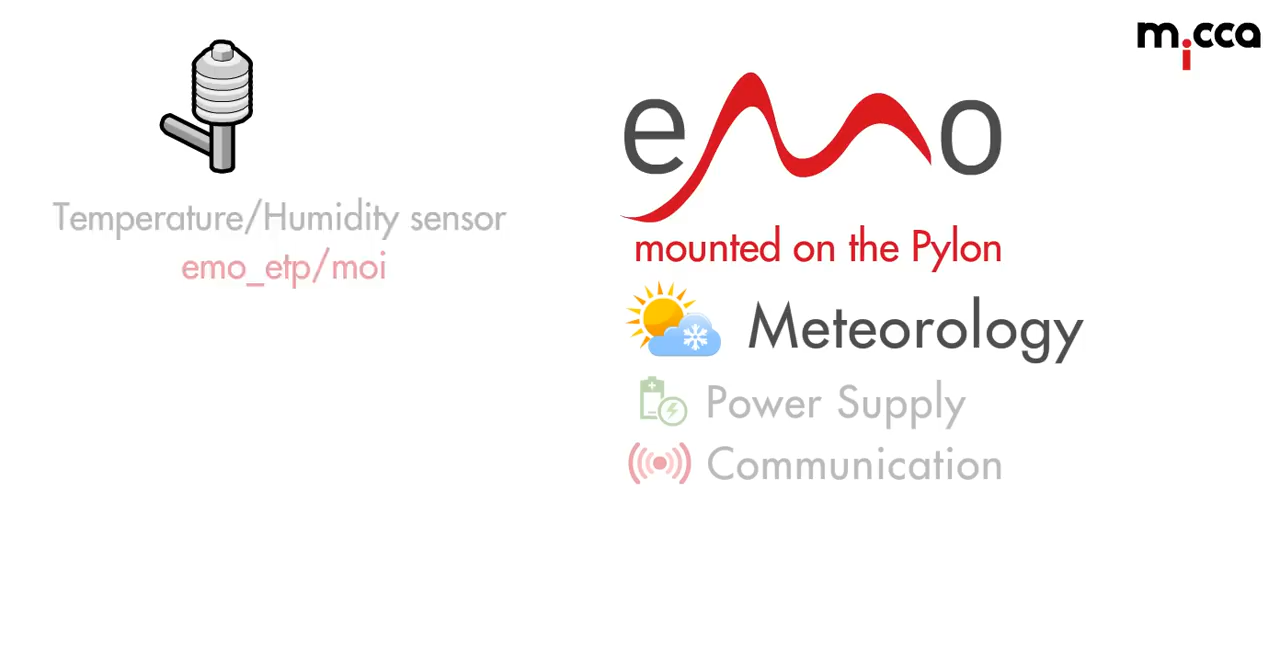 micca
emo
mounted on the Pylon
Temperature/Humidity sensor
emo_etp/moi
Meteorology
Power Supply
Communication